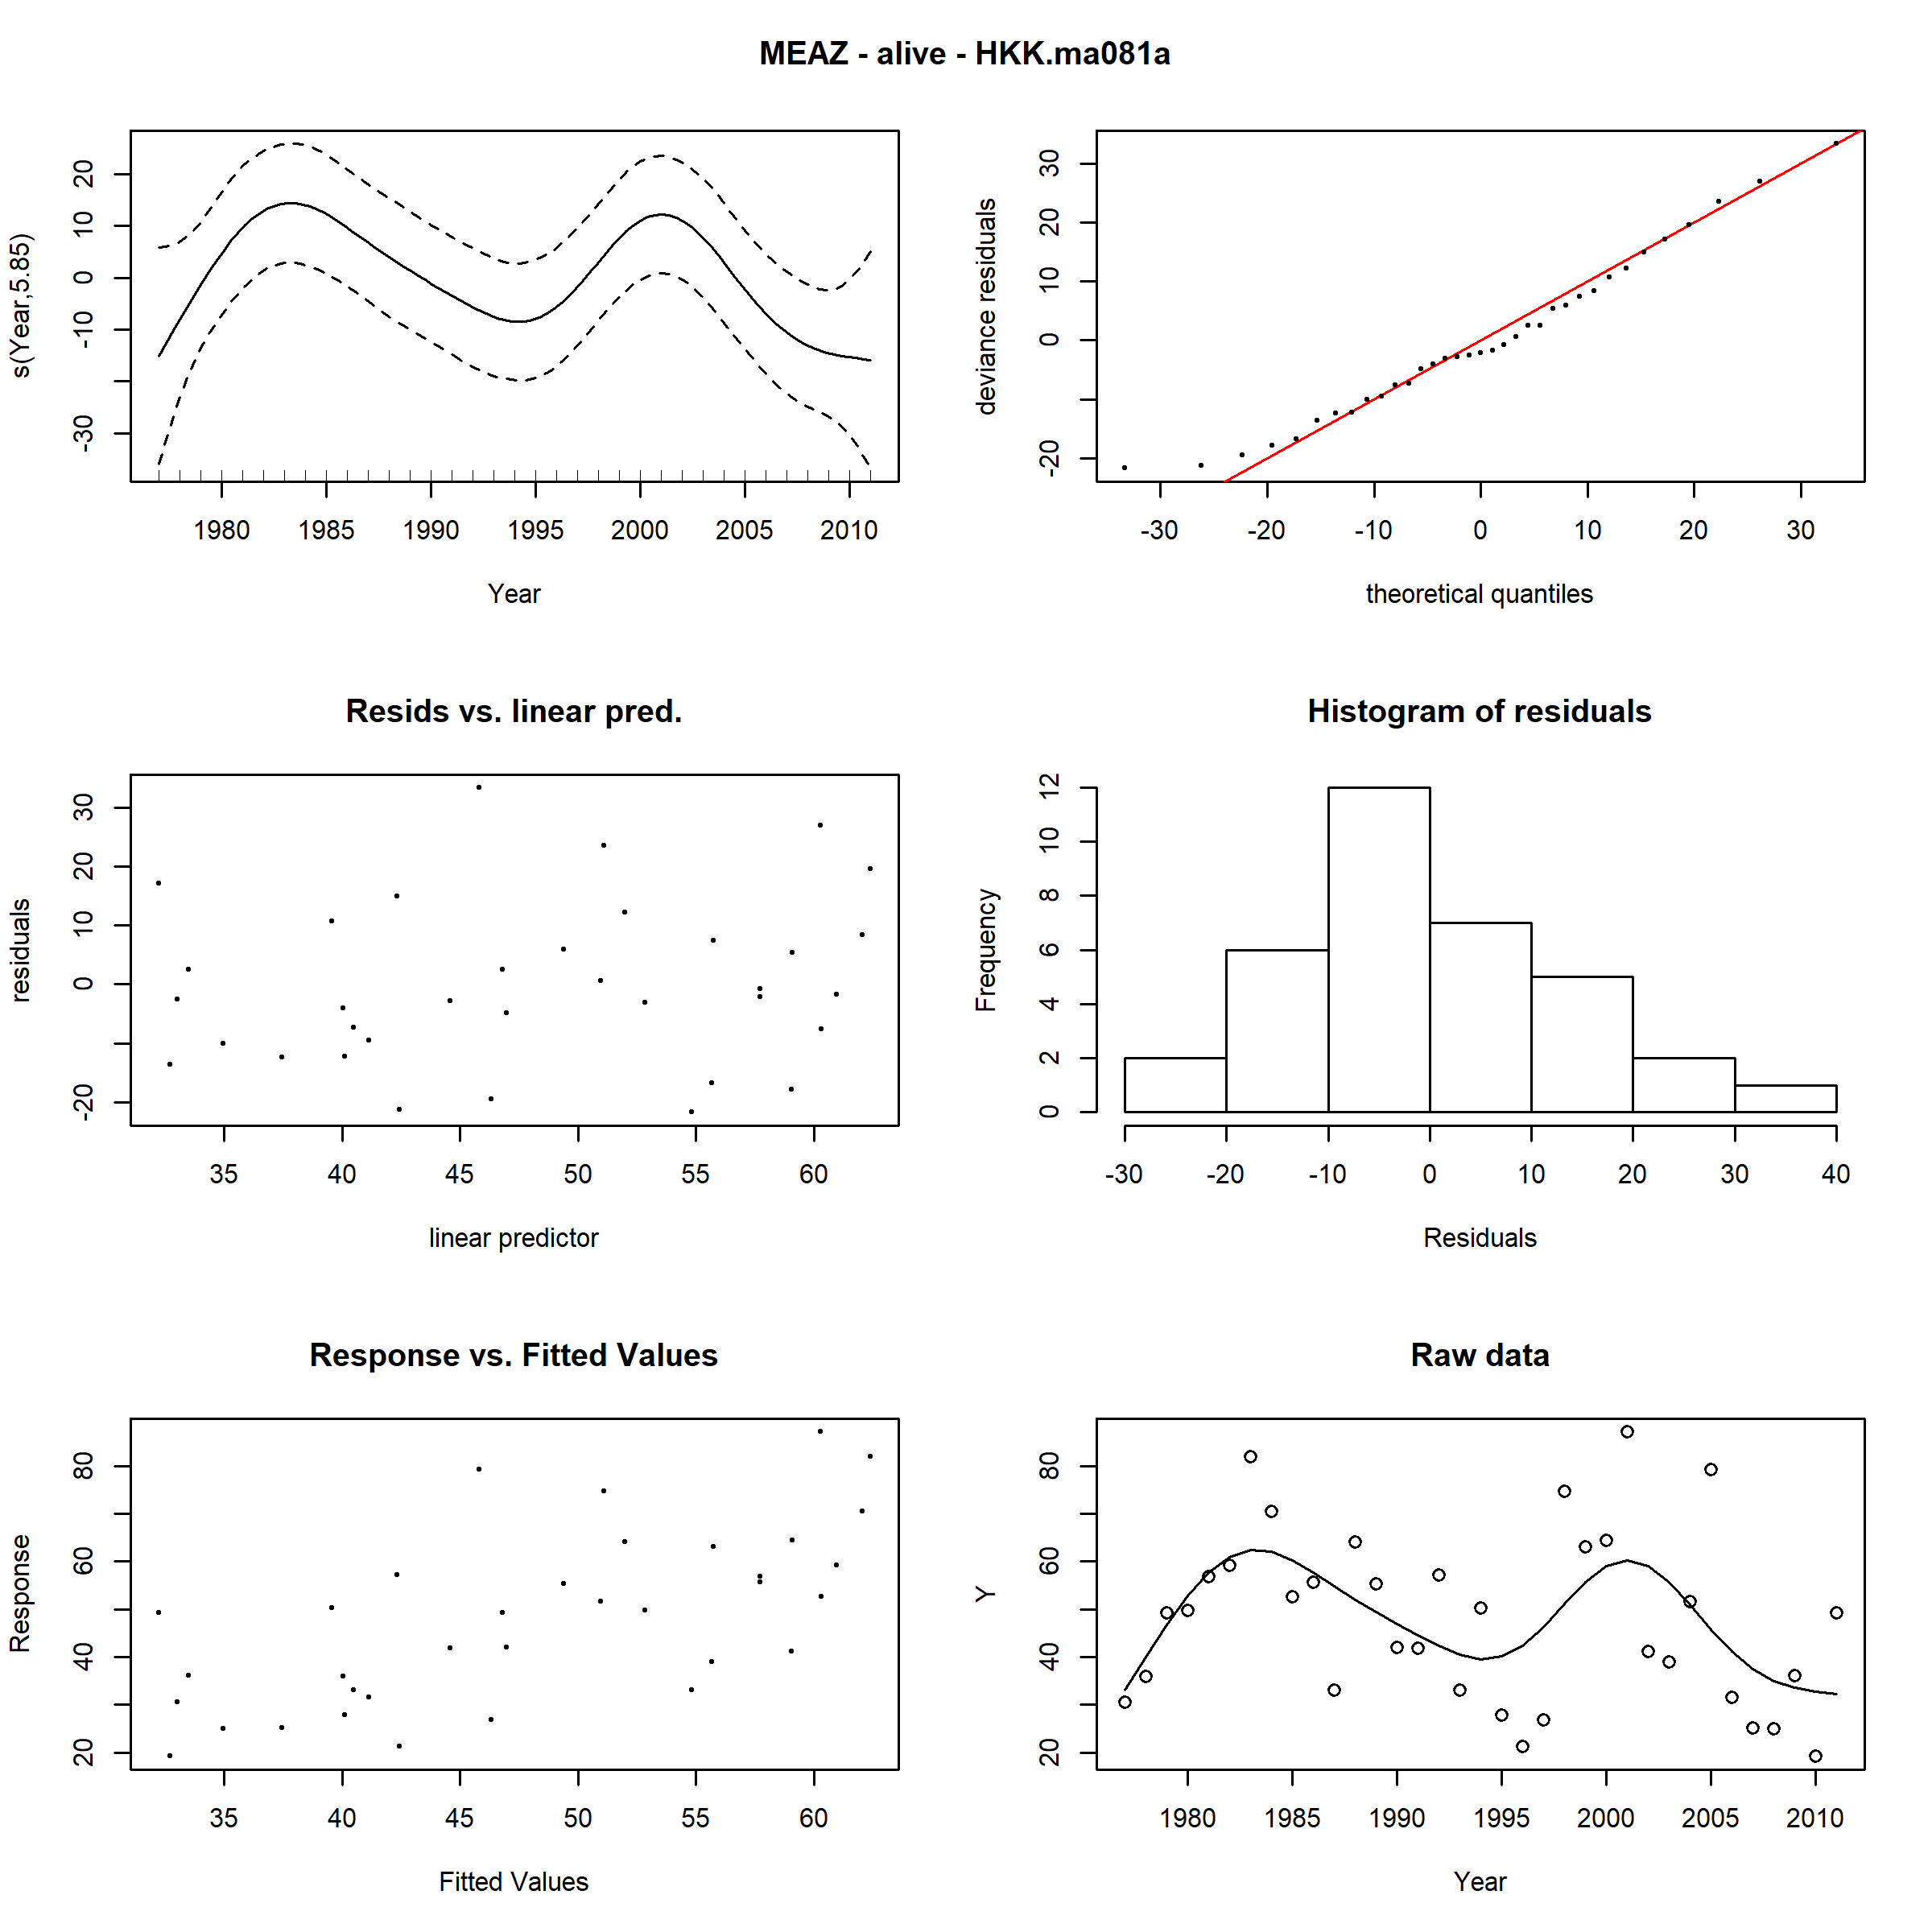 MEAZ - alive - HKK.ma081a
s(Year,5.85)
20
10
0
-10
-30
1980 1985 1990 1995 2000 2005 2010
Year
deviance residuals
30
20
10
0
-20
-30 -20 -10 0 10 20 30
theoretical quantiles
Resids vs. linear pred.
residuals
30
20
10
0
-20
35 40 45 50 55 60
linear predictor
Histogram of residuals
Frequency
12
10
8
6
4
2
0
-30 -20 -10 0 10 20 30 40
Residuals
Response vs. Fitted Values
Response
80
60
40
20
35 40 45 50 55 60
Fitted Values
Raw data
Y
80
60
40
20
1980 1985 1990 1995 2000 2005 2010
Year